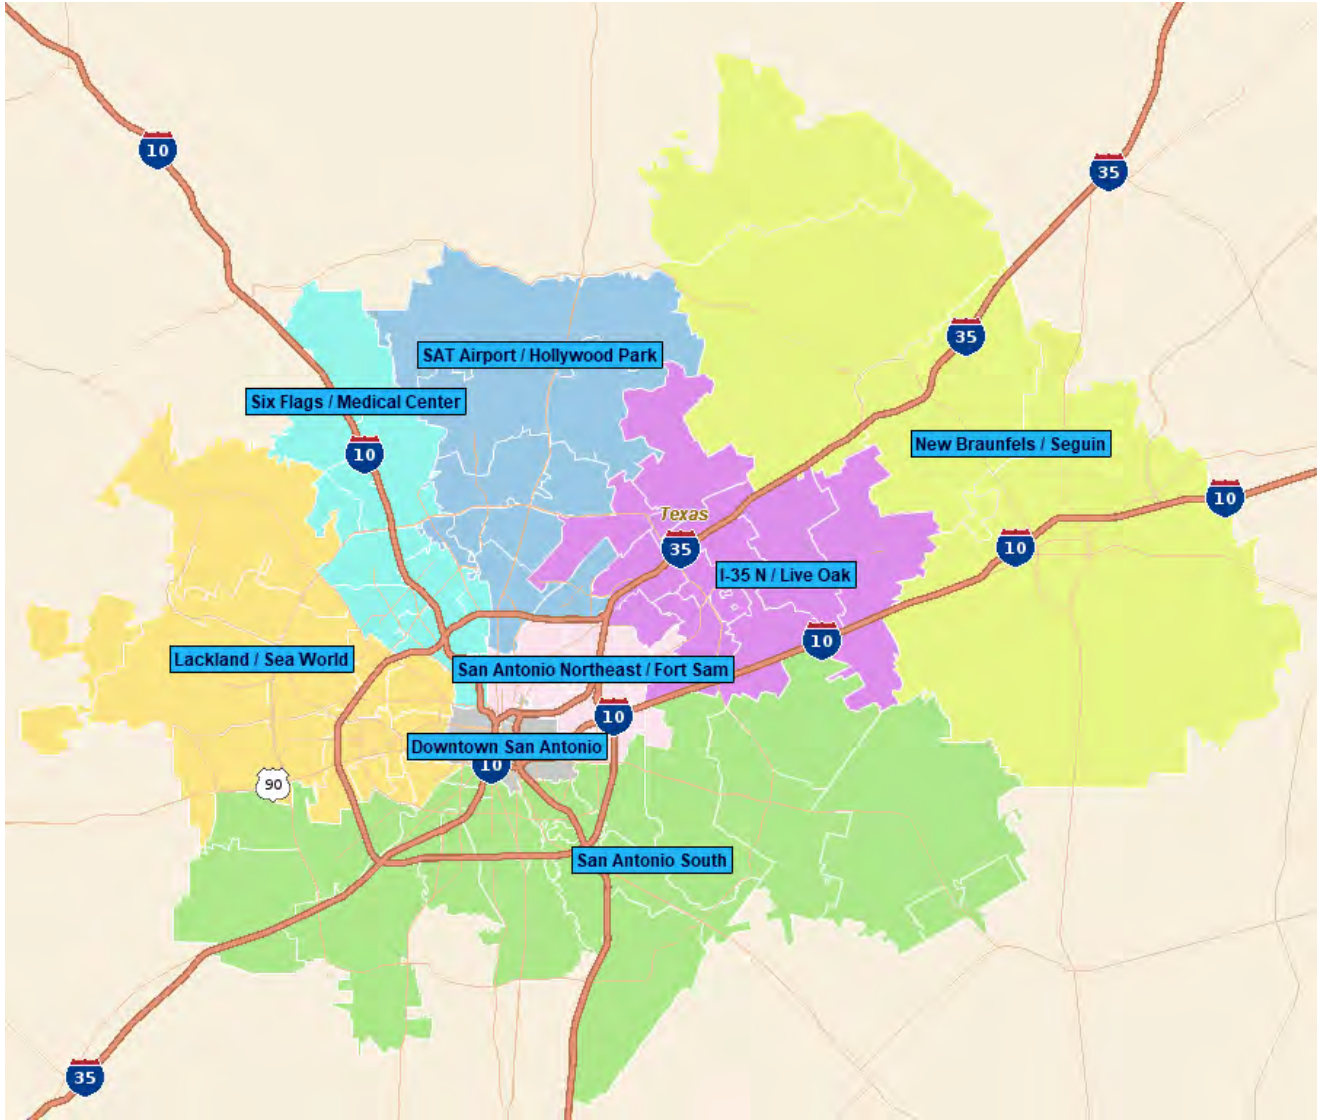 10
35
35
SAT Airport / Hollywood Park
Six Flags / Medical Center
New Braunfels / Seguin
10
10
Texas
35
10
I-35 N / Live Oak
10
Lackland / Sea World
San Antonio Northeast / Fort Sam
10
Downtown San Antonio
10
90
San Antonio South
35